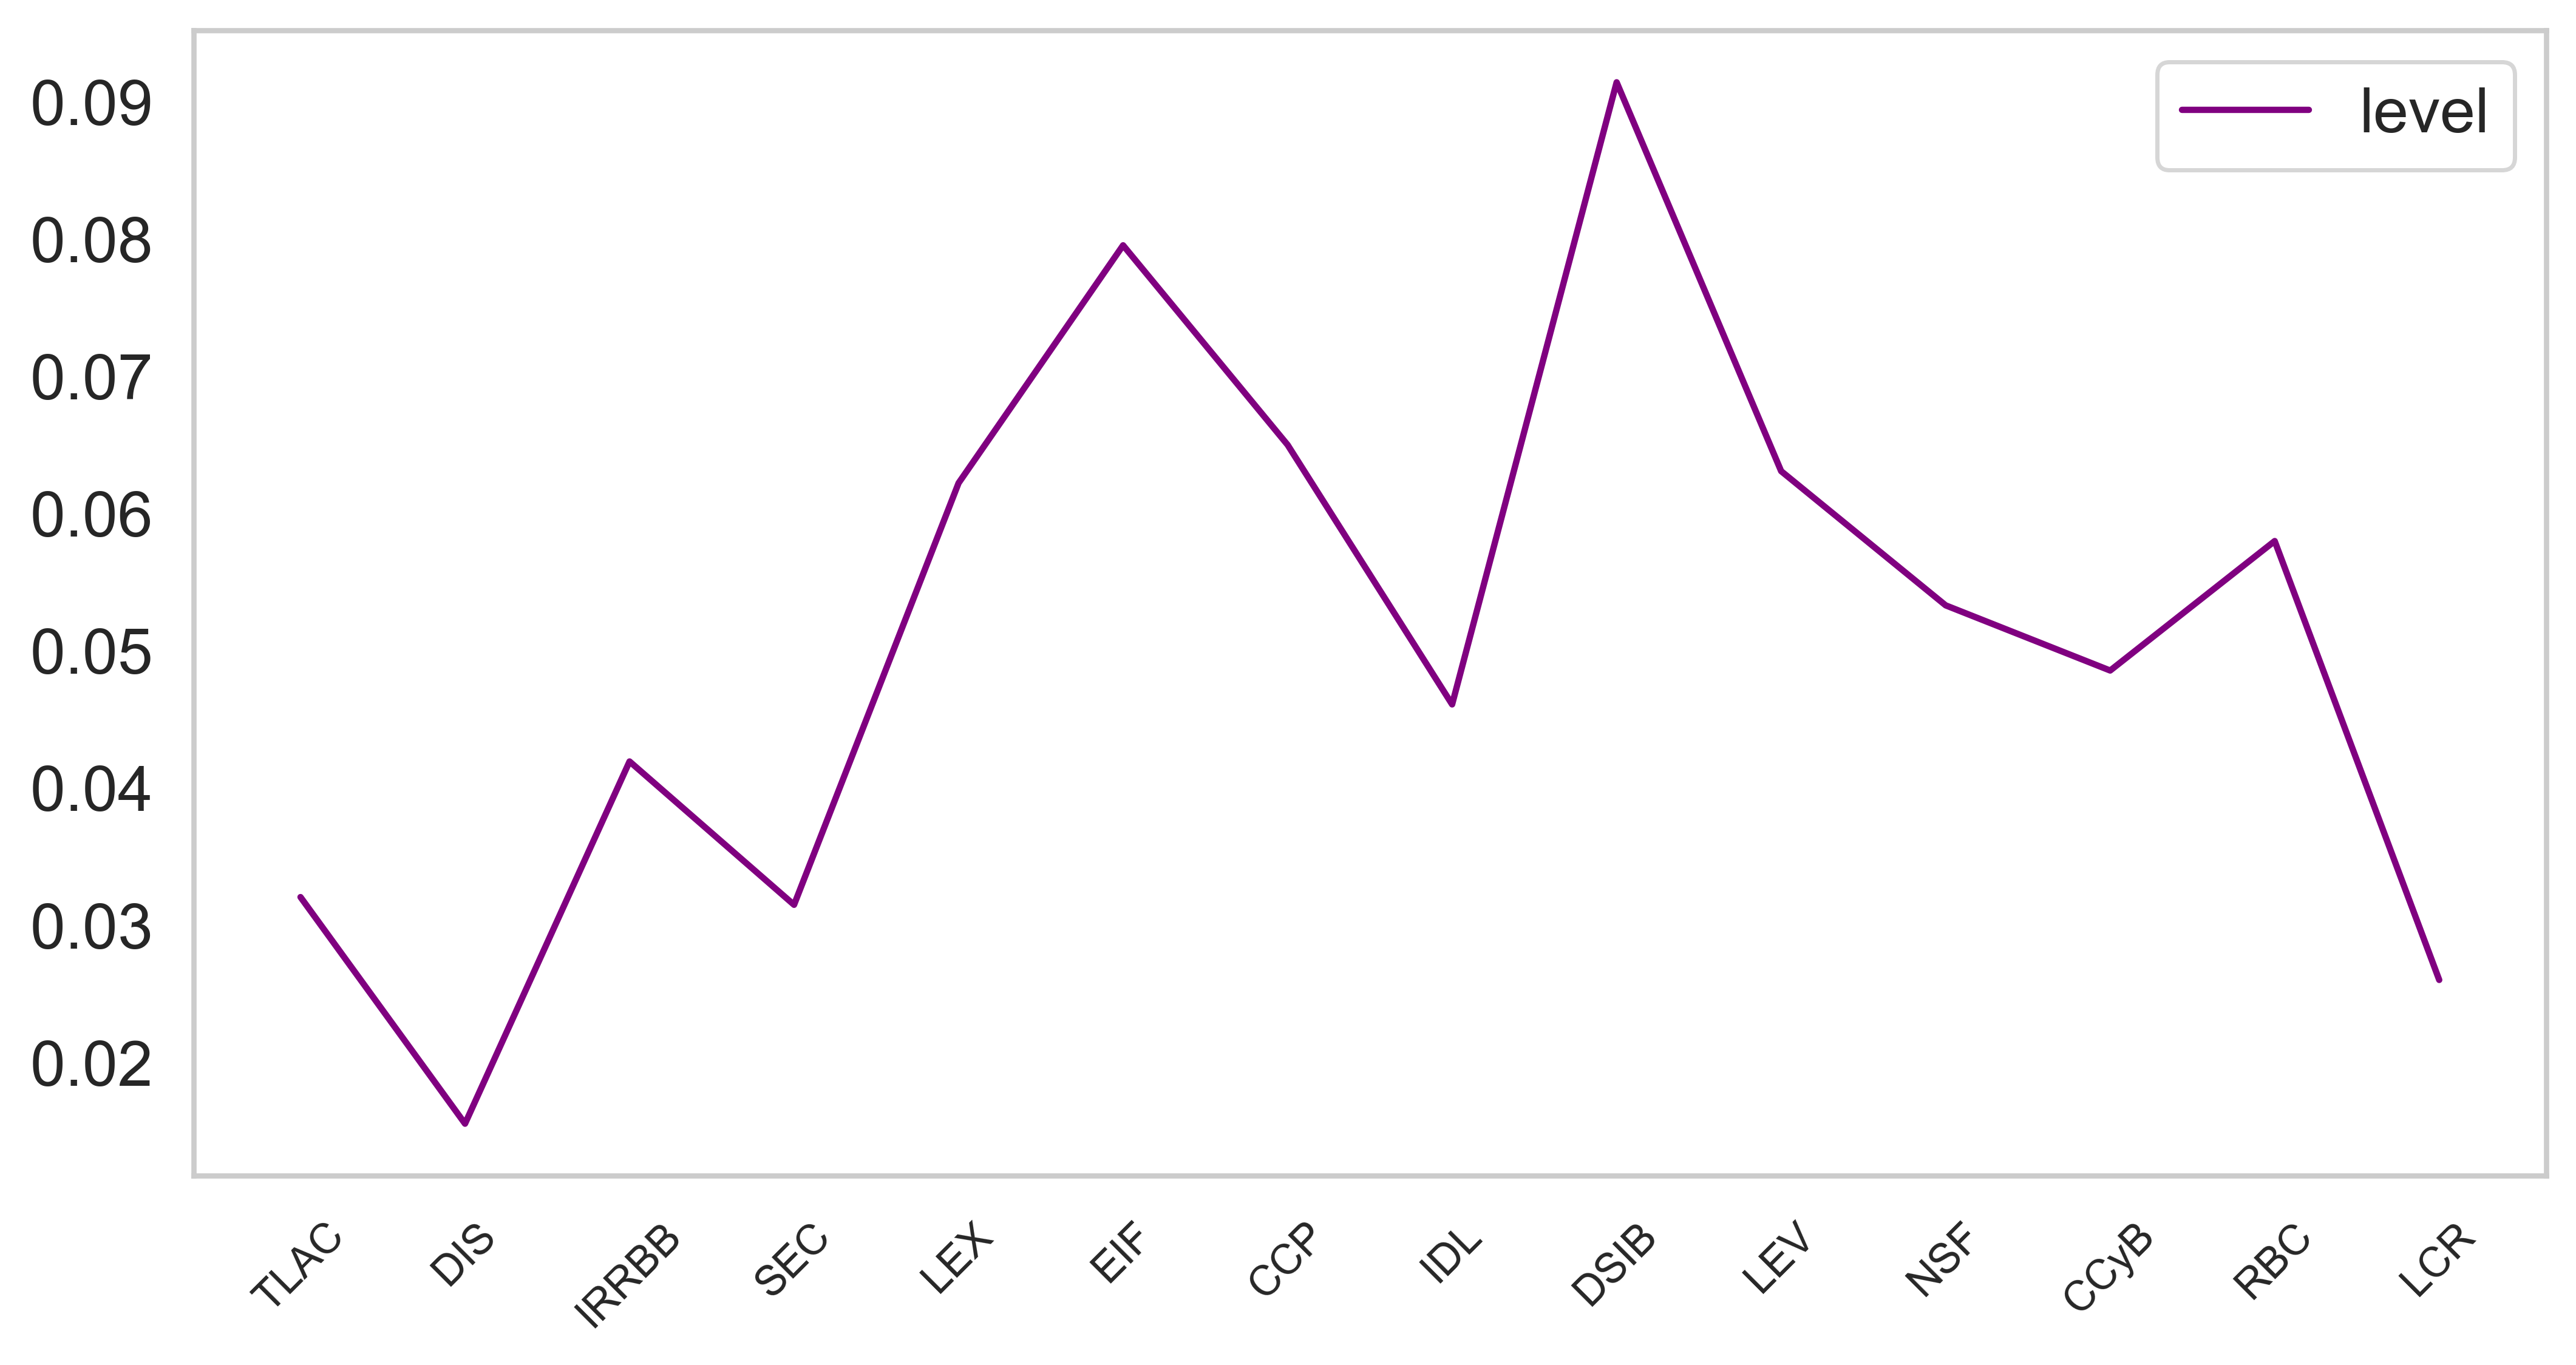 0.09
0.08
0.07
0.06
0.05
0.04
0.03
0.02
level
TLAC
DIS
IRRBB
SEC
LEX
EIF
CCP
IDL
DSIB
LEV
NSF
CCyB
RBC
LCR